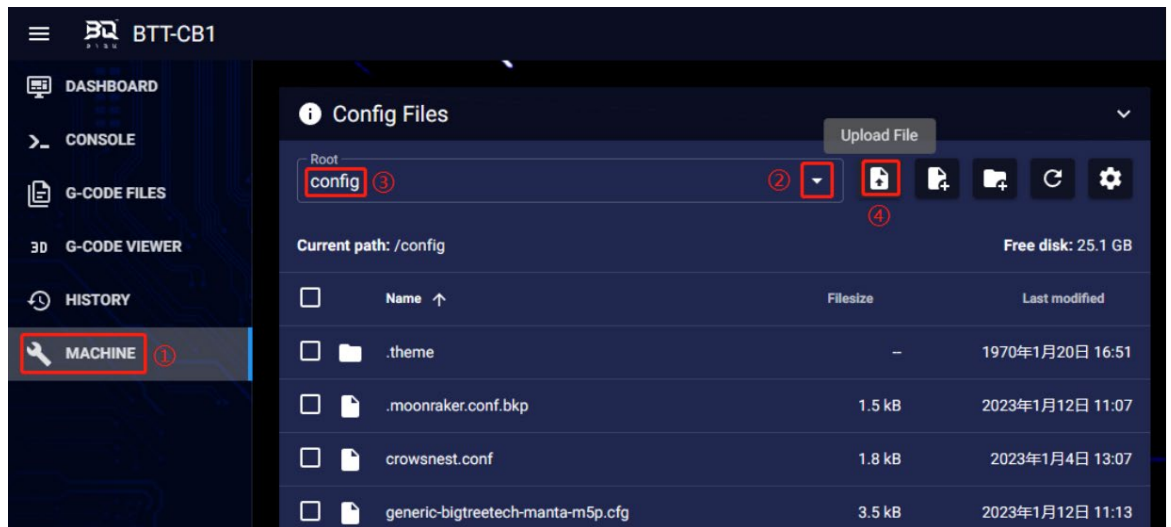 BQ BTT-CB1
DASHBOARD
CONSOLE
G-CODE FILES
3D G-CODE VIEWER
HISTORY
MACHINE ①
Config Files
Upload File
Root
config ③ ②
④
Current path: /config Free disk: 25.1 GB
Name ↑ Filesize Last modified
.theme -- 1970年1月20日 16:51
.moonraker.conf.bkp 1.5 kB 2023年1月12日 11:07
crowsnest.conf 1.8 kB 2023年1月4日 13:07
generic-bigtreetech-manta-m5p.cfg 3.5 kB 2023年1月12日 11:13